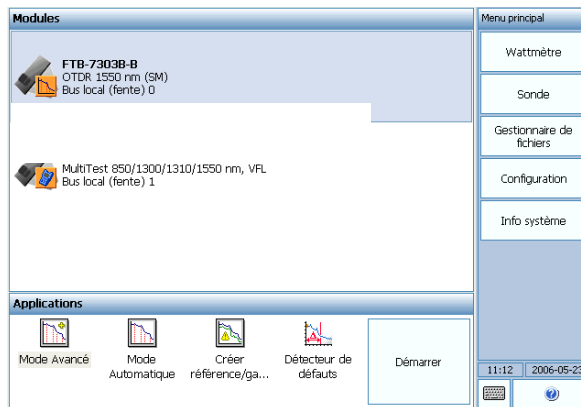 Modules
FTB-7303B-B
OTDR 1550 nm (SM)
Bus local (fente) 0
MultiTest 850/1300/1310/1550 nm, VFL
Bus local (fente) 1
Applications
Mode Avancé
Mode
Automatique
Créer
référence/ga...
Détecteur de
défauts
Démarrer
Menu principal
Wattmètre
Sonde
Gestionnaire de
fichiers
Configuration
Info système
11:12
2006-05-23